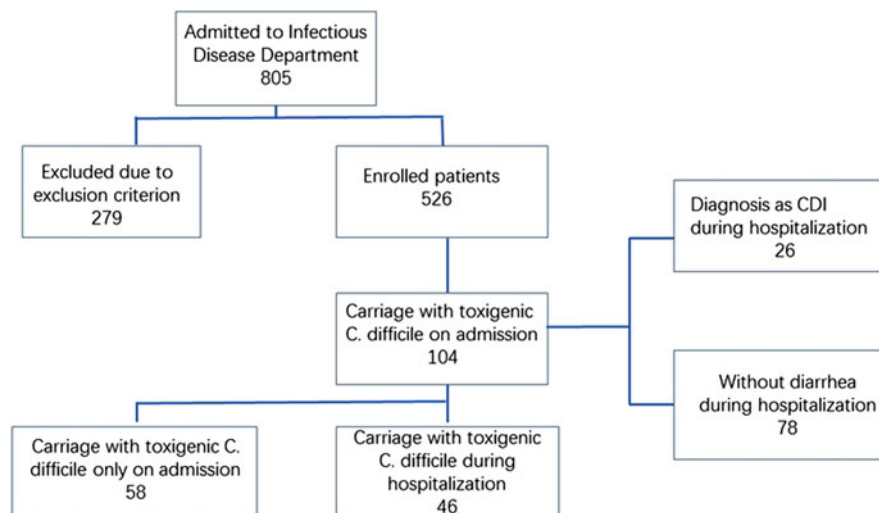 Admitted to Infectious
Disease Department
805
Excluded due to
exclusion criterion
279
Enrolled patients
526
Diagnosis as CDI
during hospitalization
26
Carriage with toxigenic
C. difficile on admission
104
Without diarrhea
during hospitalization
78
Carriage with toxigenic C.
difficile only on admission
58
Carriage with toxigenic
C. difficile during
hospitalization
46